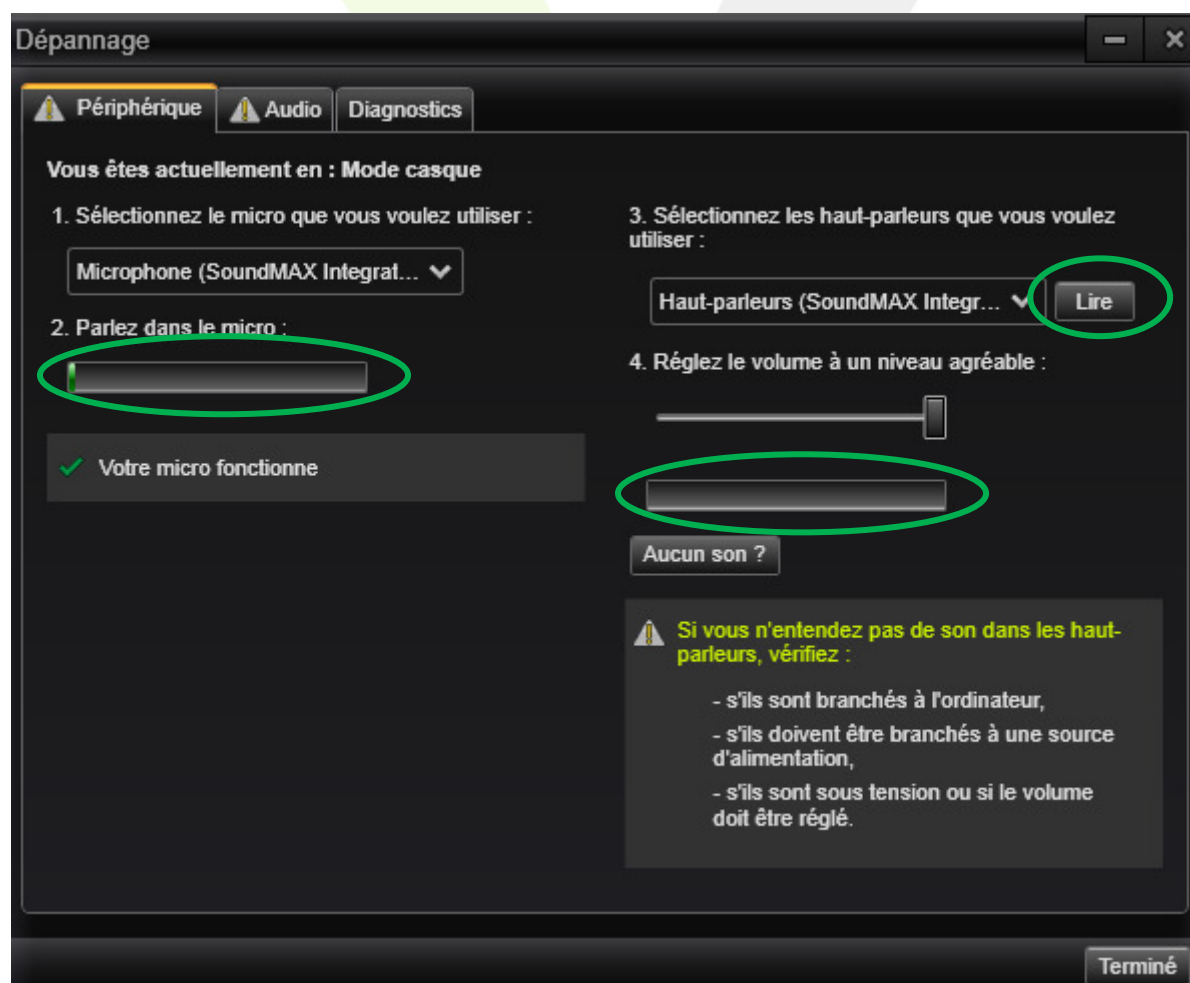 Dépannage
Périphérique
Audio
Diagnostics
Vous êtes actuellement en : Mode casque
1. Sélectionnez le micro que vous voulez utiliser :
Microphone (SoundMAX Integrat...
2. Parlez dans le micro :
Votre micro fonctionne
3. Sélectionnez les haut-parleurs que vous voulez
utiliser :
Haut-parleurs (SoundMAX Integr...
Lire
4. Réglez le volume à un niveau agréable :
Aucun son ?
Si vous n'entendez pas de son dans les haut-
parleurs, vérifiez :
- s'ils sont branchés à l'ordinateur,
- s'ils doivent être branchés à une source
d'alimentation,
- s'ils sont sous tension ou si le volume
doit être réglé.
Terminé